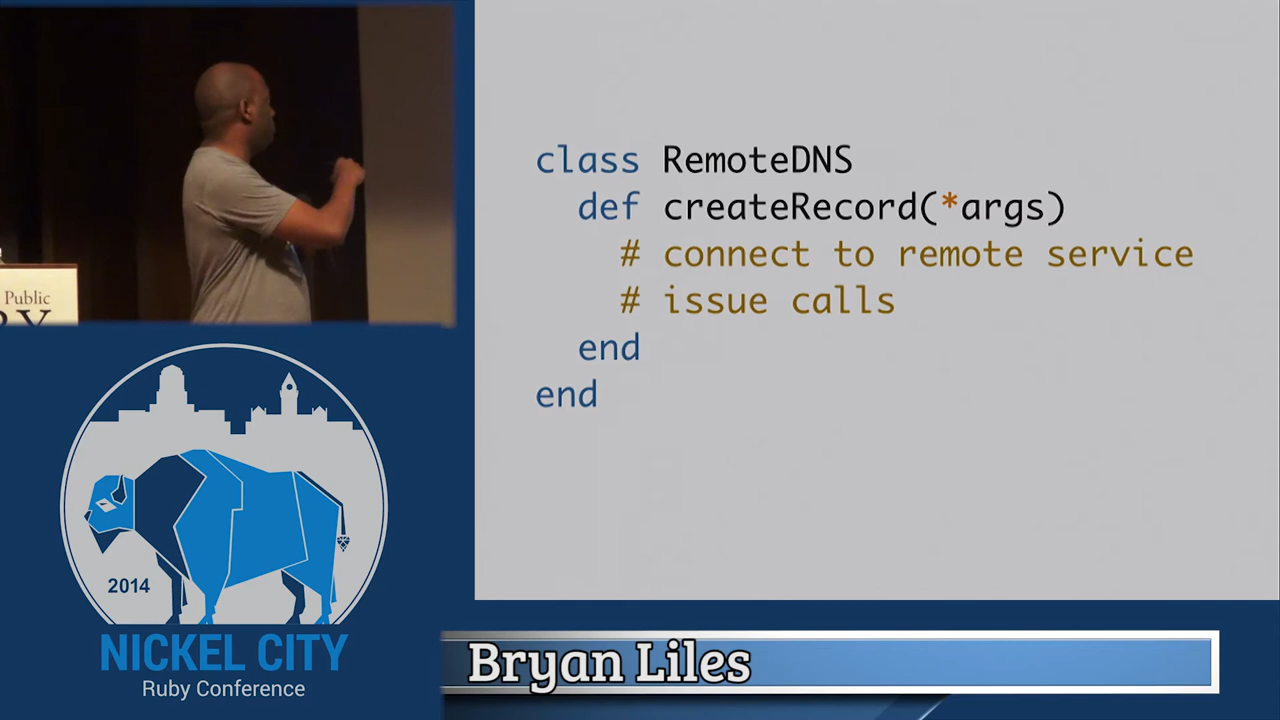 Public
class RemoteDNS
def createRecord(*args)
# connect to remote service
# issue calls
end
end
2014
NICKEL CITY
Ruby Conference
Bryan Liles